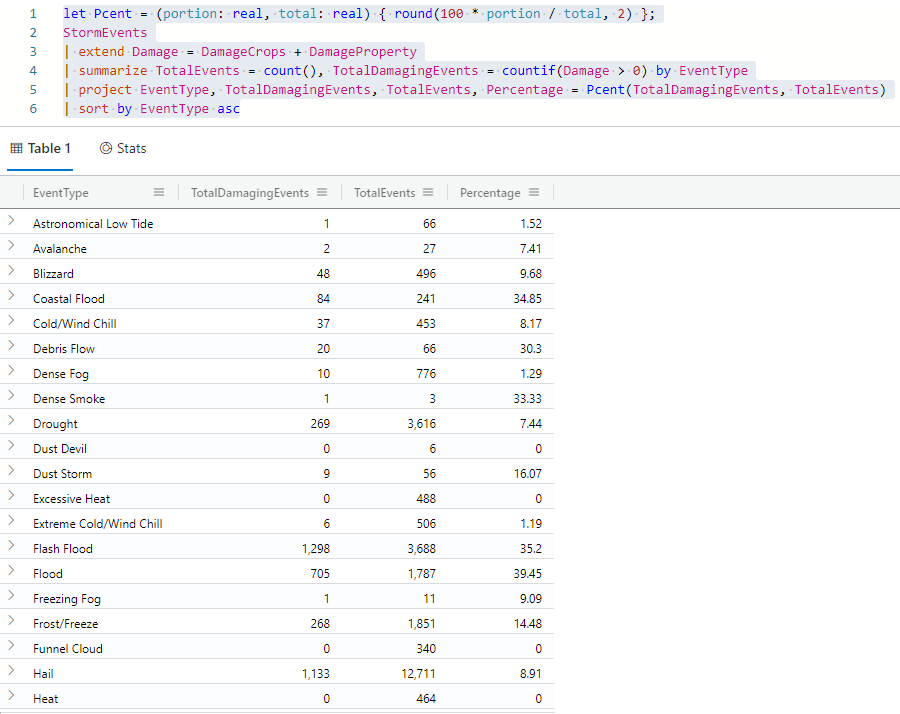 1 let Pcent = (portion: real, total: real) { round(100 * portion / total, 2) };
2 StormEvents
3 | extend Damage = DamageCrops + DamageProperty
4 | summarize TotalEvents = count(), TotalDamagingEvents = countif(Damage > 0) by EventType
5 | project EventType, TotalDamagingEvents, TotalEvents, Percentage = Pcent(TotalDamagingEvents, TotalEvents)
6 | sort by EventType asc
Table 1 Stats
EventType TotalDamagingEvents TotalEvents Percentage
Astronomical Low Tide 1 66 1.52
Avalanche 2 27 7.41
Blizzard 48 496 9.68
Coastal Flood 84 241 34.85
Cold/Wind Chill 37 453 8.17
Debris Flow 20 66 30.3
Dense Fog 10 776 1.29
Dense Smoke 1 3 33.33
Drought 269 3,616 7.44
Dust Devil 0 6 0
Dust Storm 9 56 16.07
Excessive Heat 0 488 0
Extreme Cold/Wind Chill 6 506 1.19
Flash Flood 1,298 3,688 35.2
Flood 705 1,787 39.45
Freezing Fog 1 11 9.09
Frost/Freeze 268 1,851 14.48
Funnel Cloud 0 340 0
Hail 1,133 12,711 8.91
Heat 0 464 0